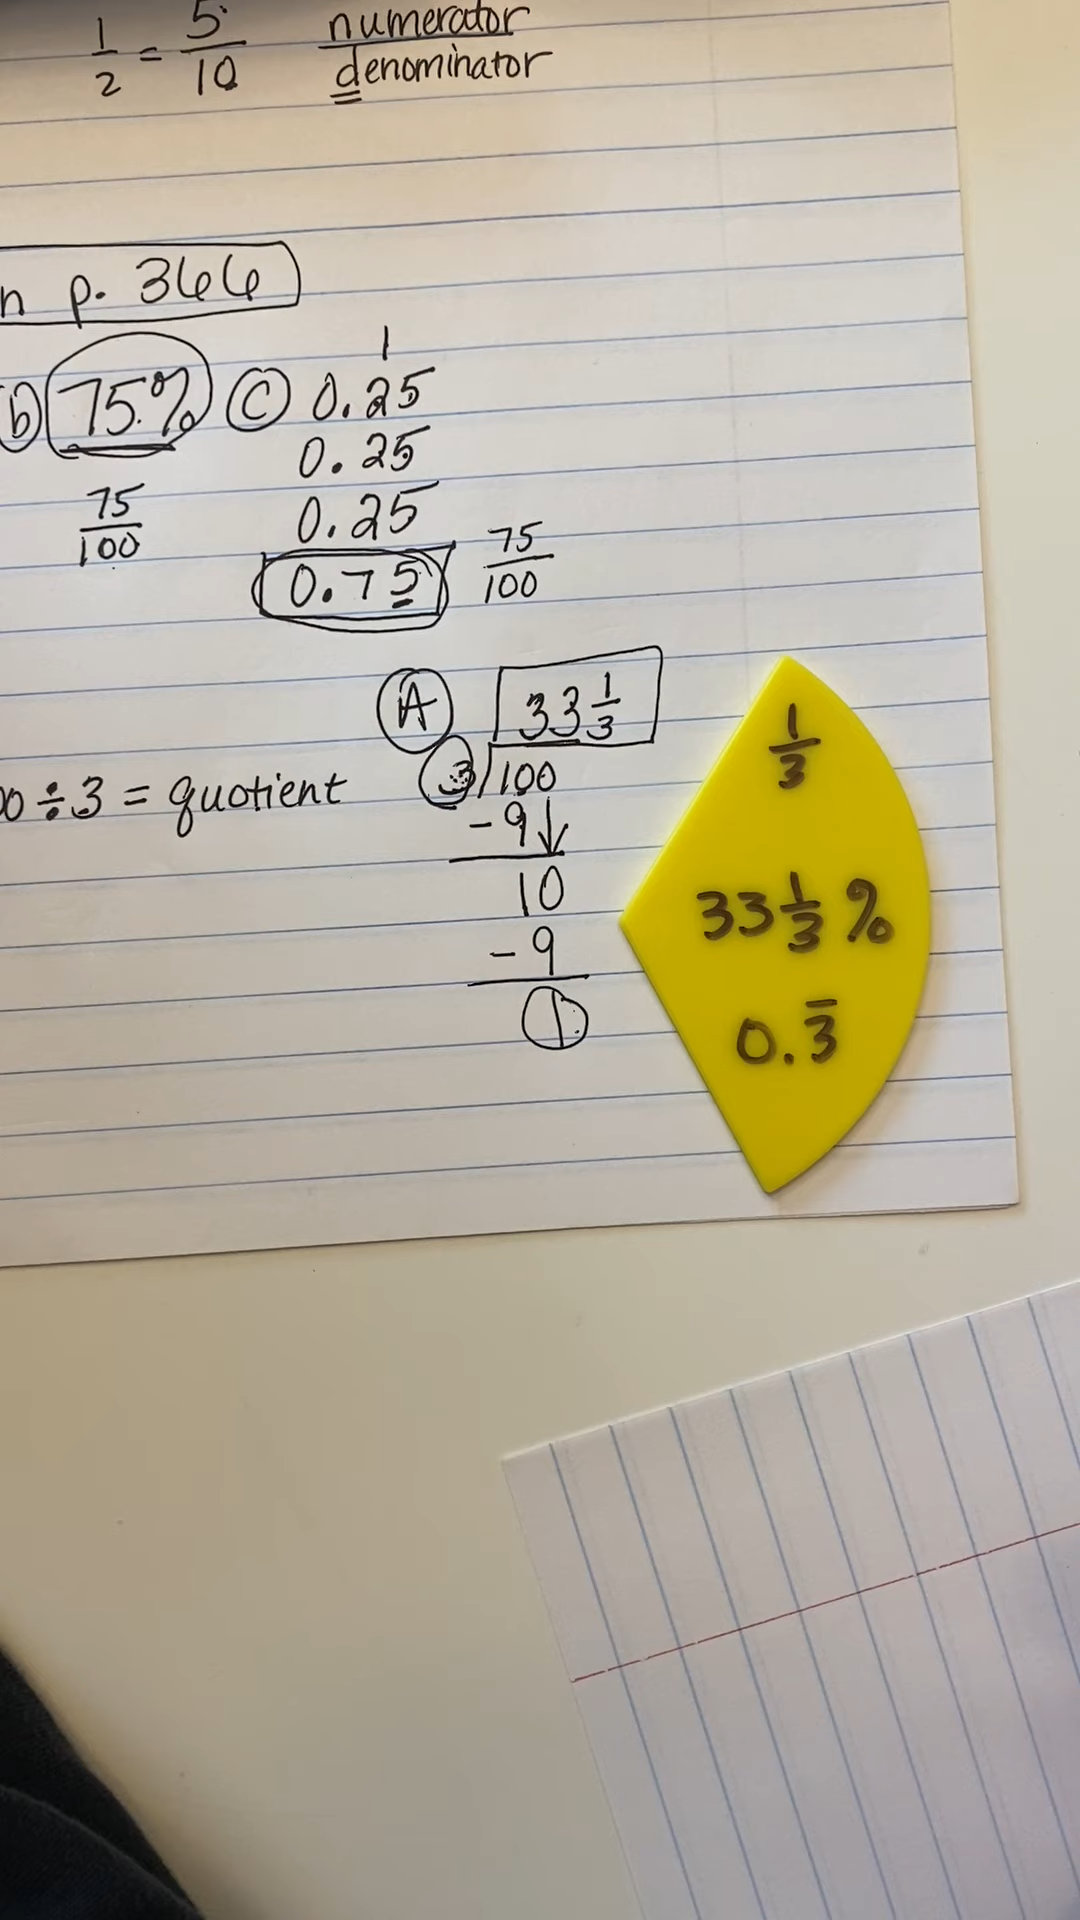 1/2 = 5/10 numerator/denominator
n p. 366
b 75% C 0.25
1
0.25
75/100
0.25
0.75 75/100
A 33 1/3
00 ÷ 3 = quotient 3)100
- 9↓
10
- 9
1
1/3
33 1/3 %
0.3̅